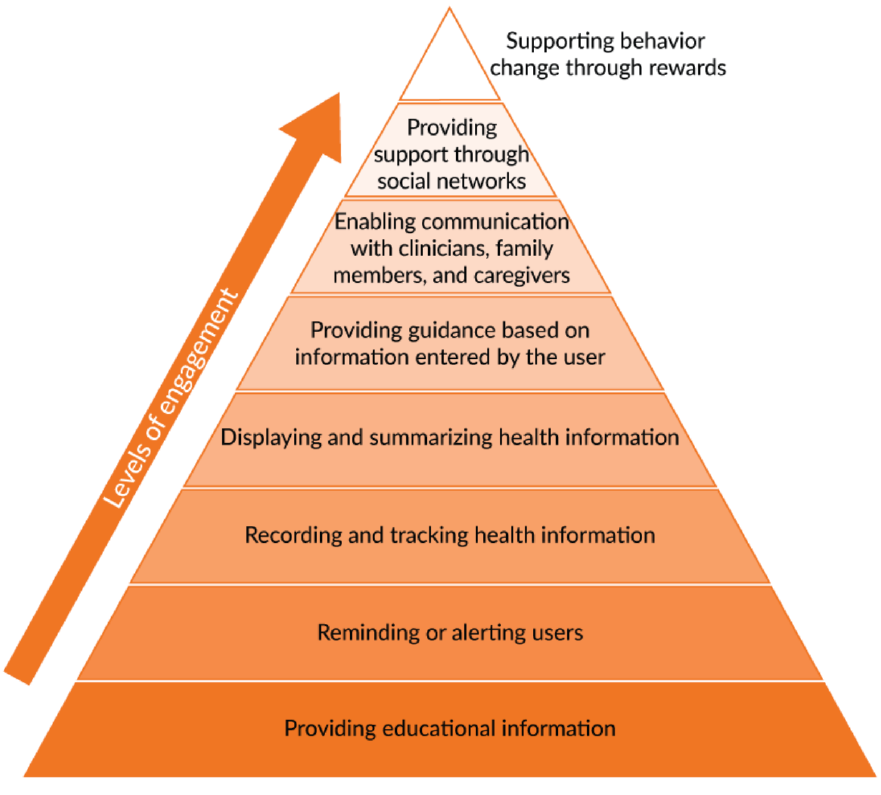 Supporting behavior
change through rewards
Providing
support through
social networks
Enabling communication
with clinicians, family
members, and caregivers
Providing guidance based on
information entered by the user
Displaying and summarizing health information
Recording and tracking health information
Reminding or alerting users
Providing educational information
Levels of engagement